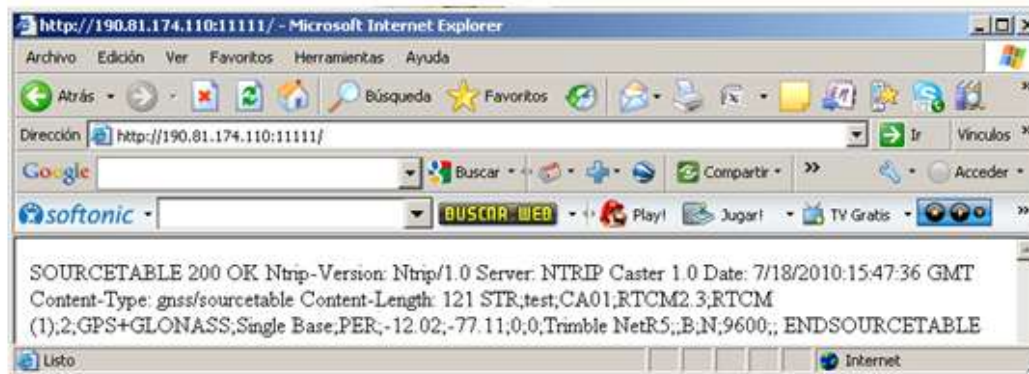 http://190.81.174.110:11111/ - Microsoft Internet Explorer
Archivo Edición Ver Favoritos Herramientas Ayuda
Atrás Búsqueda Favoritos
Dirección http://190.81.174.110:11111/ Ir Vínculos »
Google Buscar Compartir » Acceder
softonic BUSCAR WEB Play! Jugar! TV Gratis »
SOURCETABLE 200 OK Ntrip-Version: Ntrip/1.0 Server: NTRIP Caster 1.0 Date: 7/18/2010:15:47:36 GMT
Content-Type: gnss/sourcetable Content-Length: 121 STR;test;CA01;RTCM2.3;RTCM
(1);2;GPS+GLONASS;Single Base;PER;-12.02;-77.11;0;0;Trimble NetR5;;B;N;9600;; ENDSOURCETABLE
Listo Internet